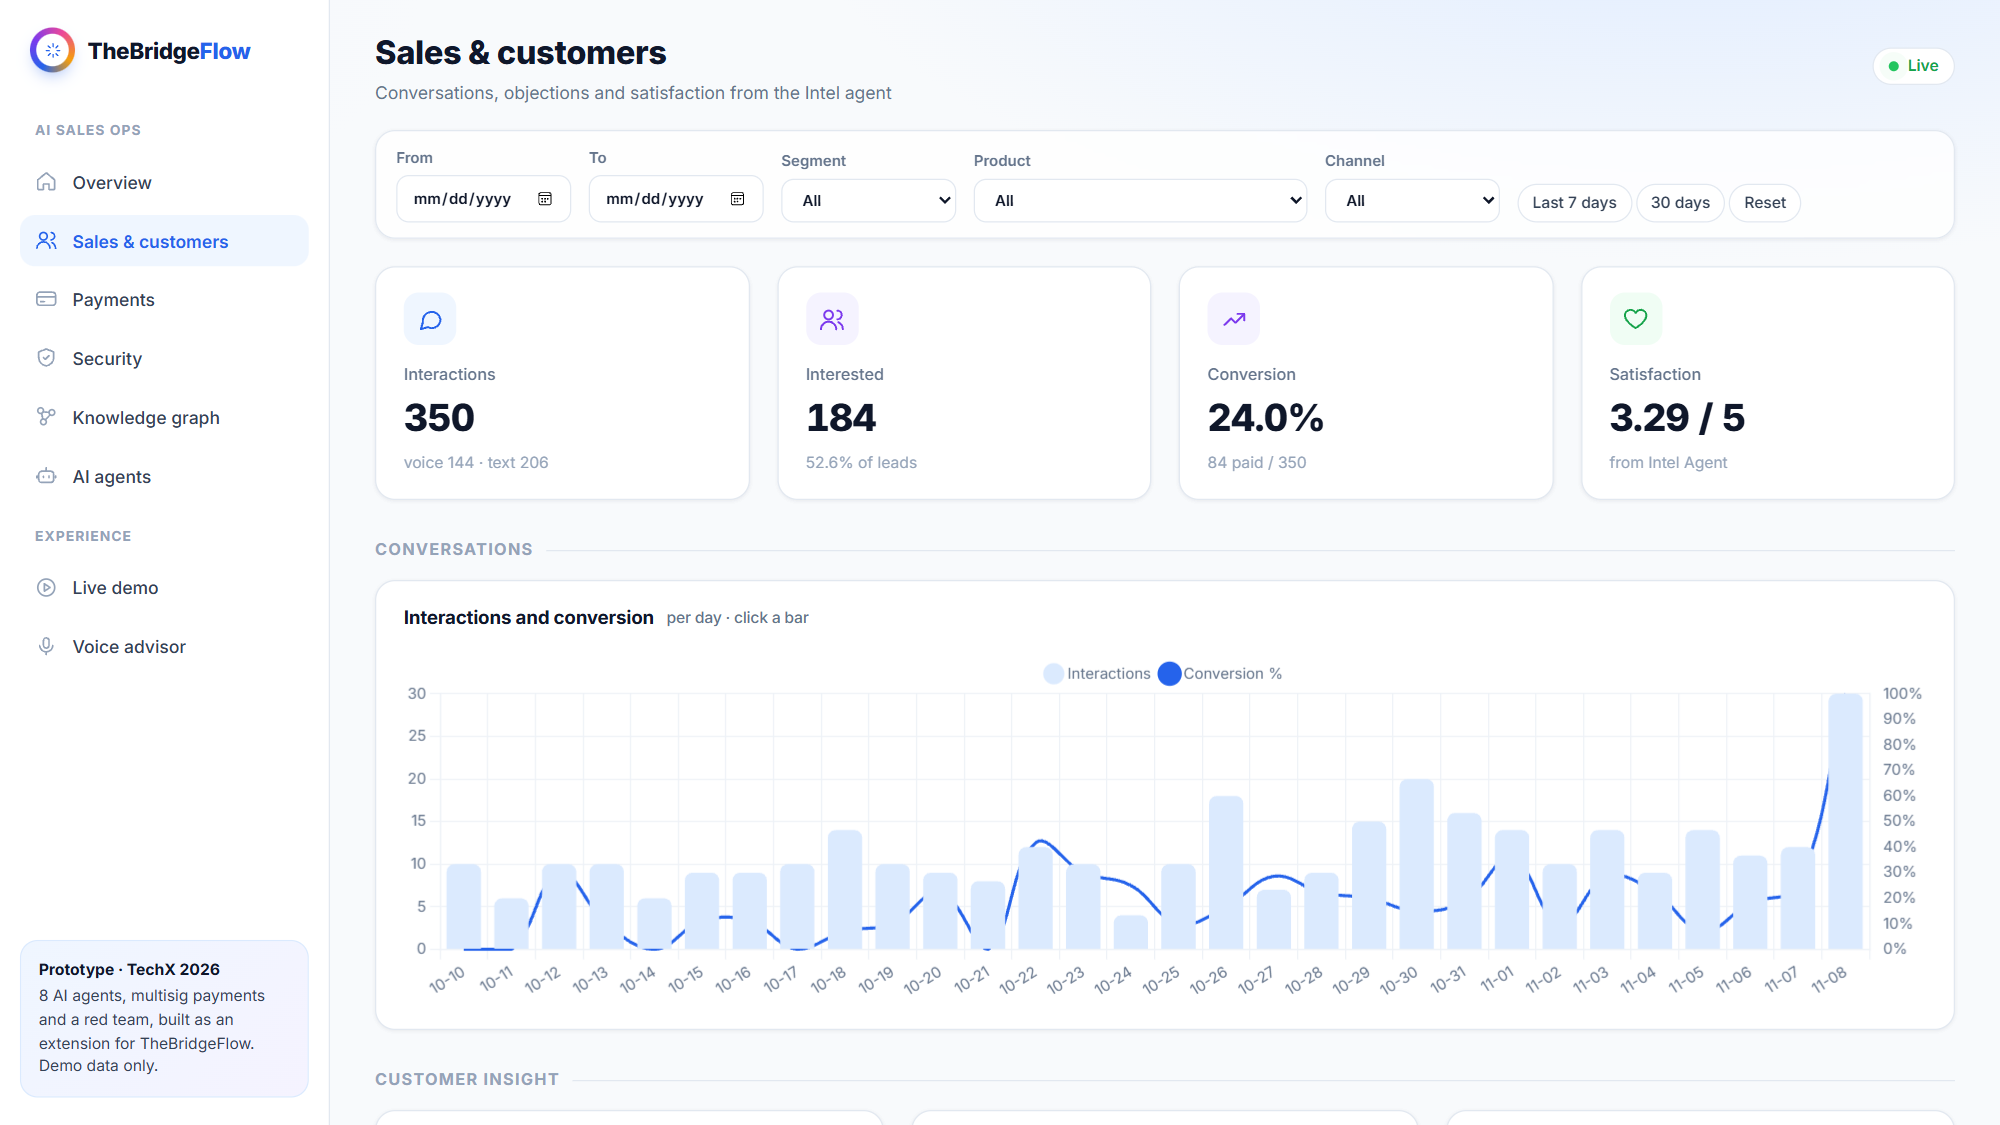 TheBridgeFlow
AI SALES OPS
Overview
Sales & customers
Payments
Security
Knowledge graph
AI agents
EXPERIENCE
Live demo
Voice advisor
Prototype · TechX 2026
8 AI agents, multisig payments
and a red team, built as an
extension for TheBridgeFlow.
Demo data only.
Sales & customers
Conversations, objections and satisfaction from the Intel agent
Live
From To Segment Product Channel
mm/dd/yyyy mm/dd/yyyy All All All Last 7 days 30 days Reset
Interactions
350
voice 144 · text 206
Interested
184
52.6% of leads
Conversion
24.0%
84 paid / 350
Satisfaction
3.29 / 5
from Intel Agent
CONVERSATIONS
Interactions and conversion per day · click a bar
Interactions Conversion %
30
25
20
15
10
5
0
100%
90%
80%
70%
60%
50%
40%
30%
20%
10%
0%
10-10 10-11 10-12 10-13 10-14 10-15 10-16 10-17 10-18 10-19 10-20 10-21 10-22 10-23 10-24 10-25 10-26 10-27 10-28 10-29 10-30 10-31 11-01 11-02 11-03 11-04 11-05 11-06 11-07 11-08
CUSTOMER INSIGHT